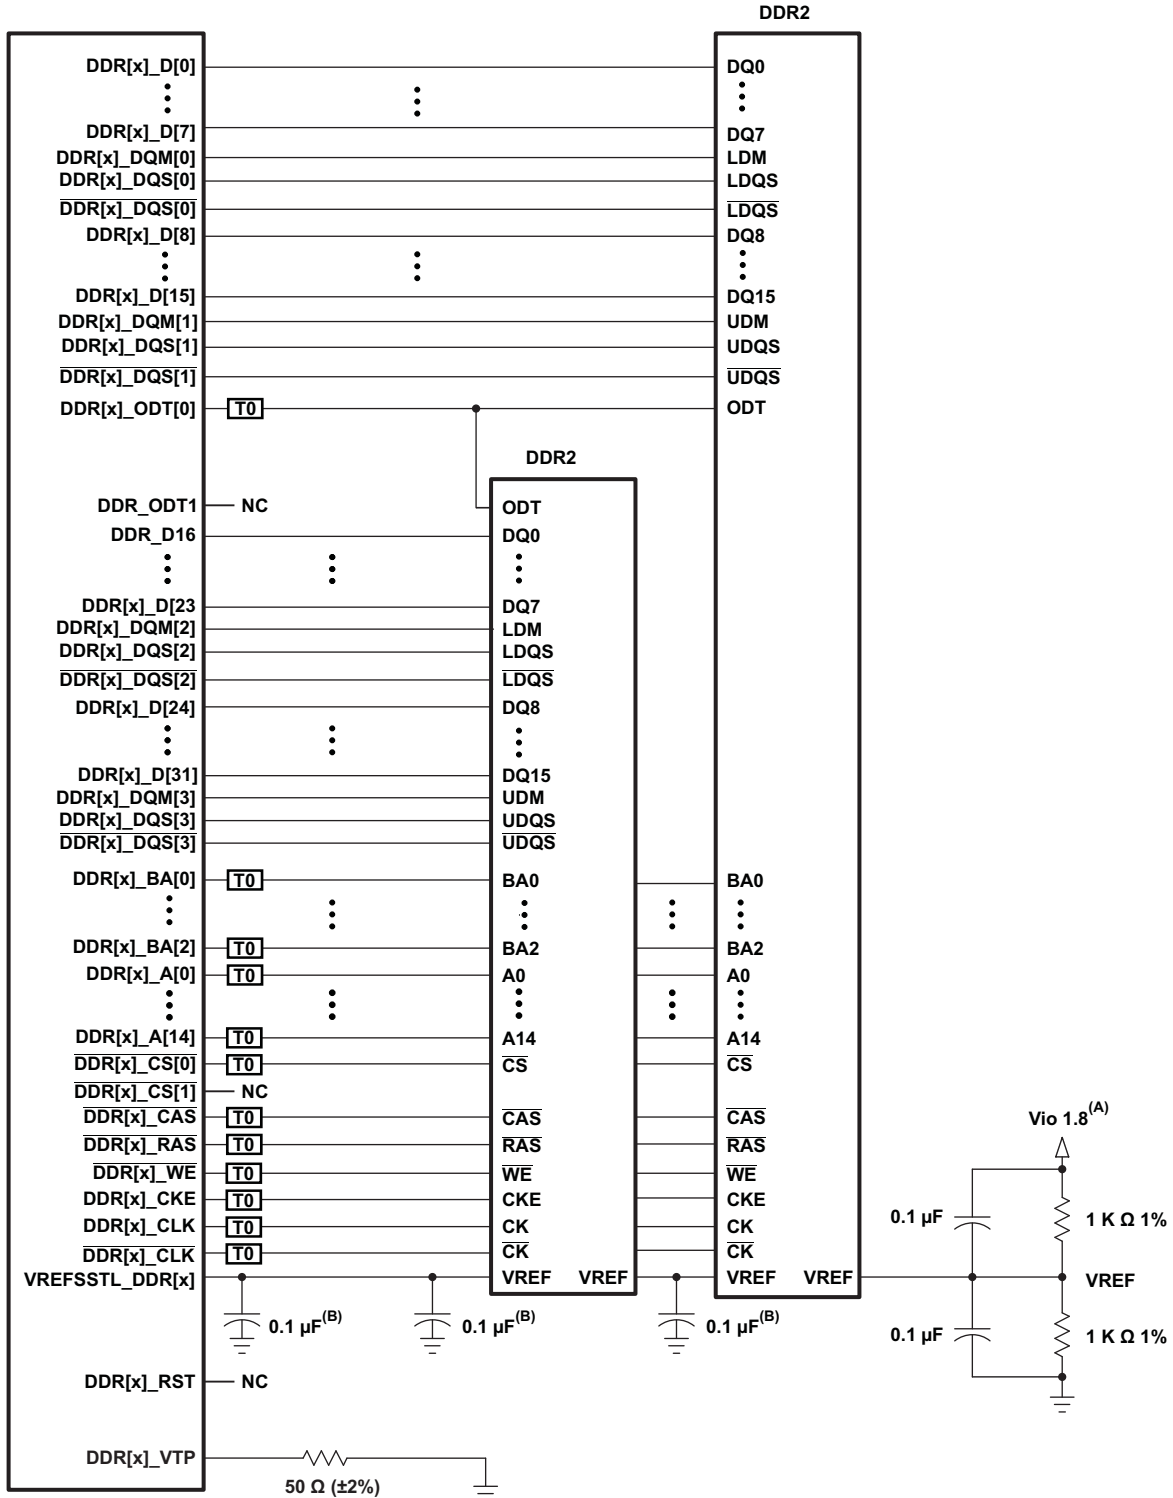 DDR2
DDR[x]_D[0] DQ0
DDR[x]_D[7] DQ7
DDR[x]_DQM[0] LDM
DDR[x]_DQS[0] LDQS
DDR[x]_DQS[0] LDQS
DDR[x]_D[8] DQ8
DDR[x]_D[15] DQ15
DDR[x]_DQM[1] UDM
DDR[x]_DQS[1] UDQS
DDR[x]_DQS[1] UDQS
DDR[x]_ODT[0] T0 ODT
DDR2
DDR_ODT1 NC ODT
DDR_D16 DQ0
DDR[x]_D[23 DQ7
DDR[x]_DQM[2] LDM
DDR[x]_DQS[2] LDQS
DDR[x]_DQS[2] LDQS
DDR[x]_D[24] DQ8
DDR[x]_D[31] DQ15
DDR[x]_DQM[3] UDM
DDR[x]_DQS[3] UDQS
DDR[x]_DQS[3] UDQS
DDR[x]_BA[0] T0 BA0 BA0
DDR[x]_BA[2] T0 BA2 BA2
DDR[x]_A[0] T0 A0 A0
DDR[x]_A[14] T0 A14 A14
DDR[x]_CS[0] T0 CS CS
DDR[x]_CS[1] NC
DDR[x]_CAS T0 CAS CAS
Vio 1.8(A)
DDR[x]_RAS T0 RAS RAS
DDR[x]_WE T0 WE WE
DDR[x]_CKE T0 CKE CKE
0.1 µF 1 K Ω 1%
DDR[x]_CLK T0 CK CK
DDR[x]_CLK T0 CK CK
VREFSSTL_DDR[x] VREF VREF VREF VREF VREF
0.1 µF(B) 0.1 µF(B) 0.1 µF(B) 0.1 µF 1 K Ω 1%
DDR[x]_RST NC
DDR[x]_VTP
50 Ω (±2%)